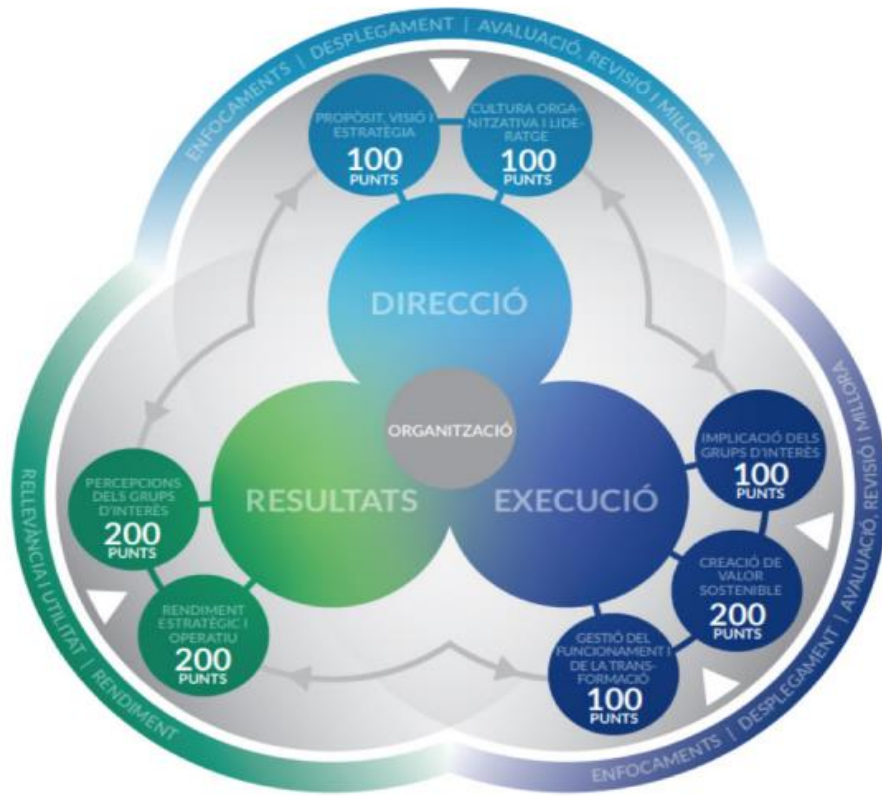 ENFOCAMENTS | DESPLEGAMENT | AVALUACIÓ, REVISIÓ I MILLORA
PROPÒSIT, VISIÓ I
ESTRATÈGIA
100
PUNTS
CULTURA ORGA-
NITZATIVA I LIDE-
RATGE
100
PUNTS
DIRECCIÓ
ORGANITZACIÓ
RESULTATS
EXECUCIÓ
IMPLICACIÓ DELS
GRUPS D'INTERÈS
100
PUNTS
CREACIÓ DE
VALOR
SOSTENIBLE
200
PUNTS
GESTIÓ DEL
FUNCIONAMENT I
DE LA TRANS-
FORMACIÓ
100
PUNTS
ENFOCAMENTS | DESPLEGAMENT | AVALUACIÓ, REVISIÓ I MILLORA
PERCEPCIONS
DELS GRUPS
D'INTERÈS
200
PUNTS
RENDIMENT
ESTRATÈGIC I
OPERATIU
200
PUNTS
RELLEVÀNCIA I UTILITAT | RENDIMENT